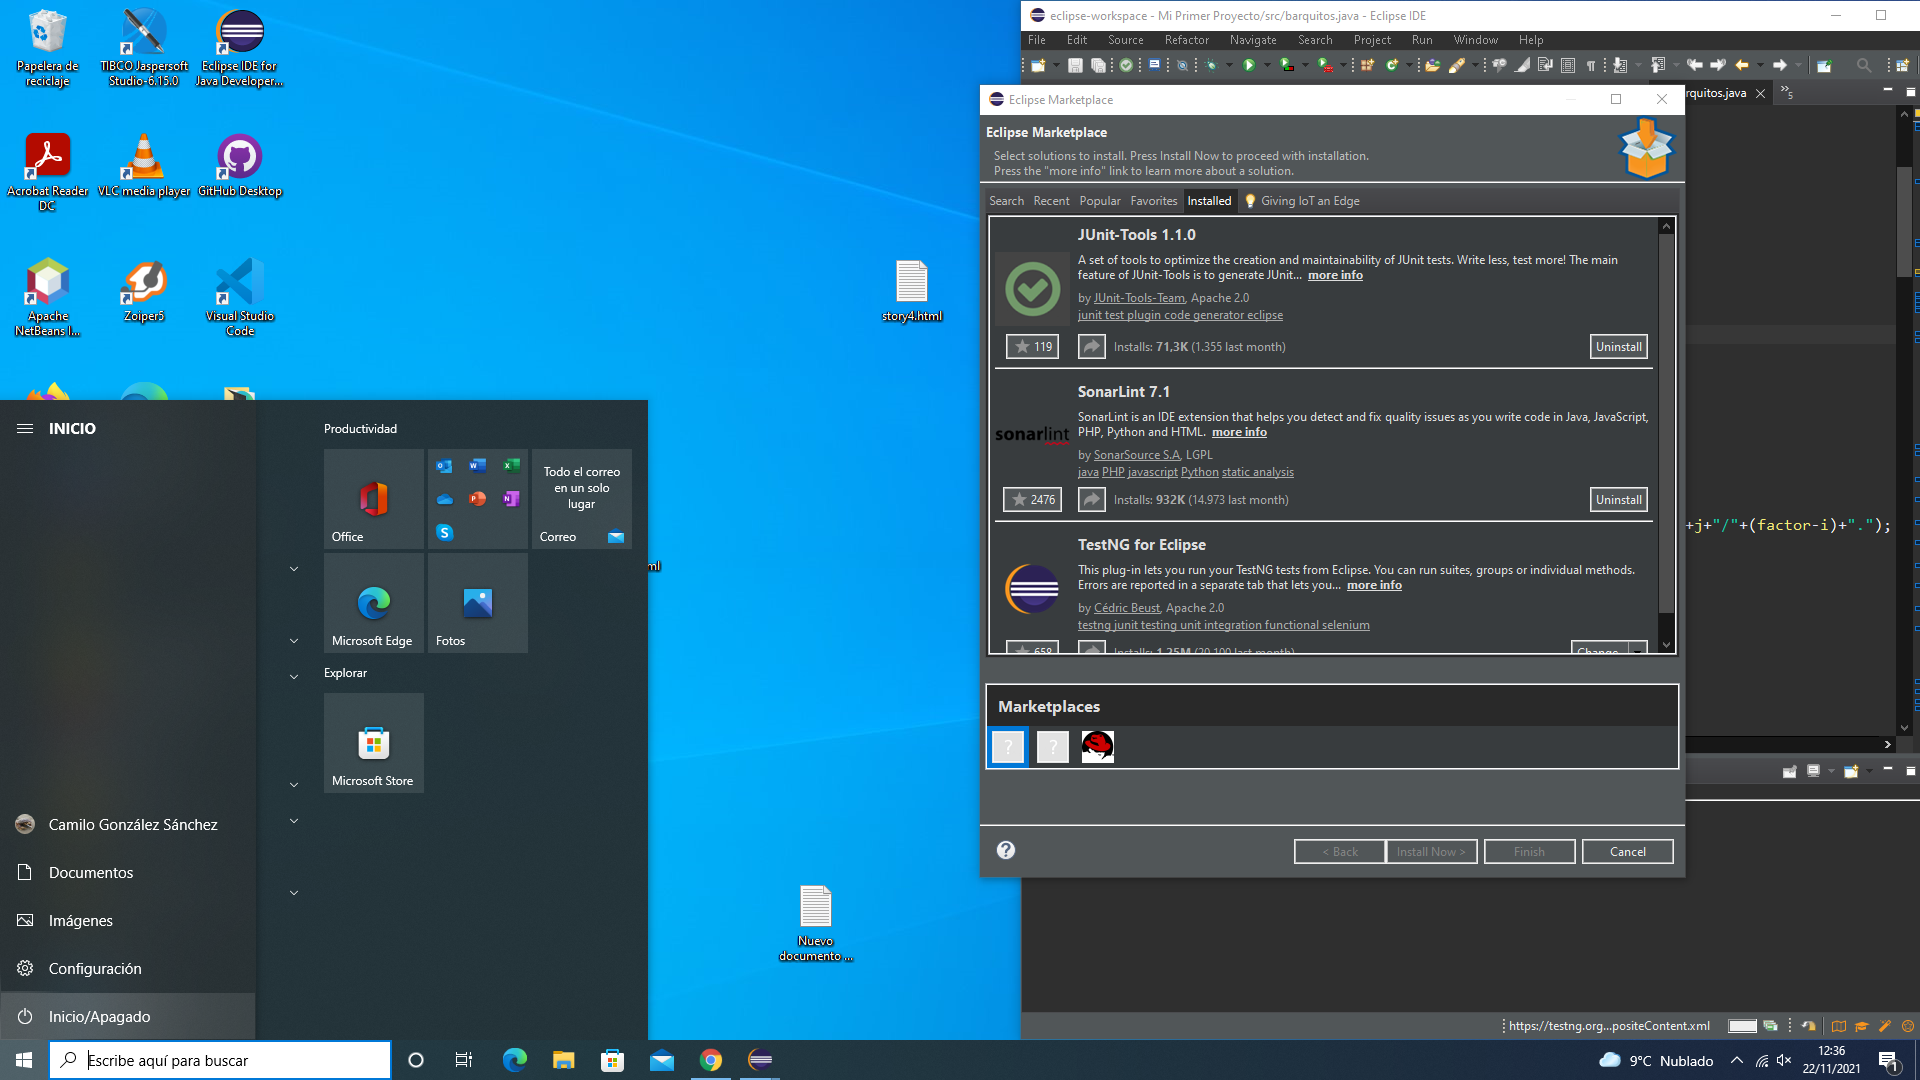 Papelera de
reciclaje
TIBCO Jaspersoft
Studio-6.15.0
Eclipse IDE for
Java Developer...
Acrobat Reader
DC
VLC media player
GitHub Desktop
Apache
NetBeans I...
Zoiper5
Visual Studio
Code
story4.html
ml
Nuevo
documento ...
INICIO
Camilo González Sánchez
Documentos
Imágenes
Configuración
Inicio/Apagado
Productividad
Office
Todo el correo
en un solo
lugar
Correo
Microsoft Edge
Fotos
Explorar
Microsoft Store
eclipse-workspace - Mi Primer Proyecto/src/barquitos.java - Eclipse IDE
File Edit Source Refactor Navigate Search Project Run Window Help
rquitos.java
5
+j+"/"+(factor-i)+".");
Eclipse Marketplace
Eclipse Marketplace
Select solutions to install. Press Install Now to proceed with installation.
Press the "more info" link to learn more about a solution.
Search Recent Popular Favorites Installed Giving IoT an Edge
JUnit-Tools 1.1.0
A set of tools to optimize the creation and maintainability of JUnit tests. Write less, test more! The main
feature of JUnit-Tools is to generate JUnit... more info
by JUnit-Tools-Team, Apache 2.0
junit test plugin code generator eclipse
119 Installs: 71,3K (1.355 last month) Uninstall
SonarLint 7.1
sonarlint
SonarLint is an IDE extension that helps you detect and fix quality issues as you write code in Java, JavaScript,
PHP, Python and HTML. more info
by SonarSource S.A, LGPL
java PHP javascript Python static analysis
2476 Installs: 932K (14.973 last month) Uninstall
TestNG for Eclipse
This plug-in lets you run your TestNG tests from Eclipse. You can run suites, groups or individual methods.
Errors are reported in a separate tab that lets you... more info
by Cédric Beust, Apache 2.0
testng junit testing unit integration functional selenium
658 Installs: 1,25M (20.100 last month) Change
Marketplaces
? ?
?
< Back Install Now > Finish Cancel
https://testng.org...positeContent.xml
Escribe aquí para buscar
9°C Nublado
12:36
22/11/2021
1